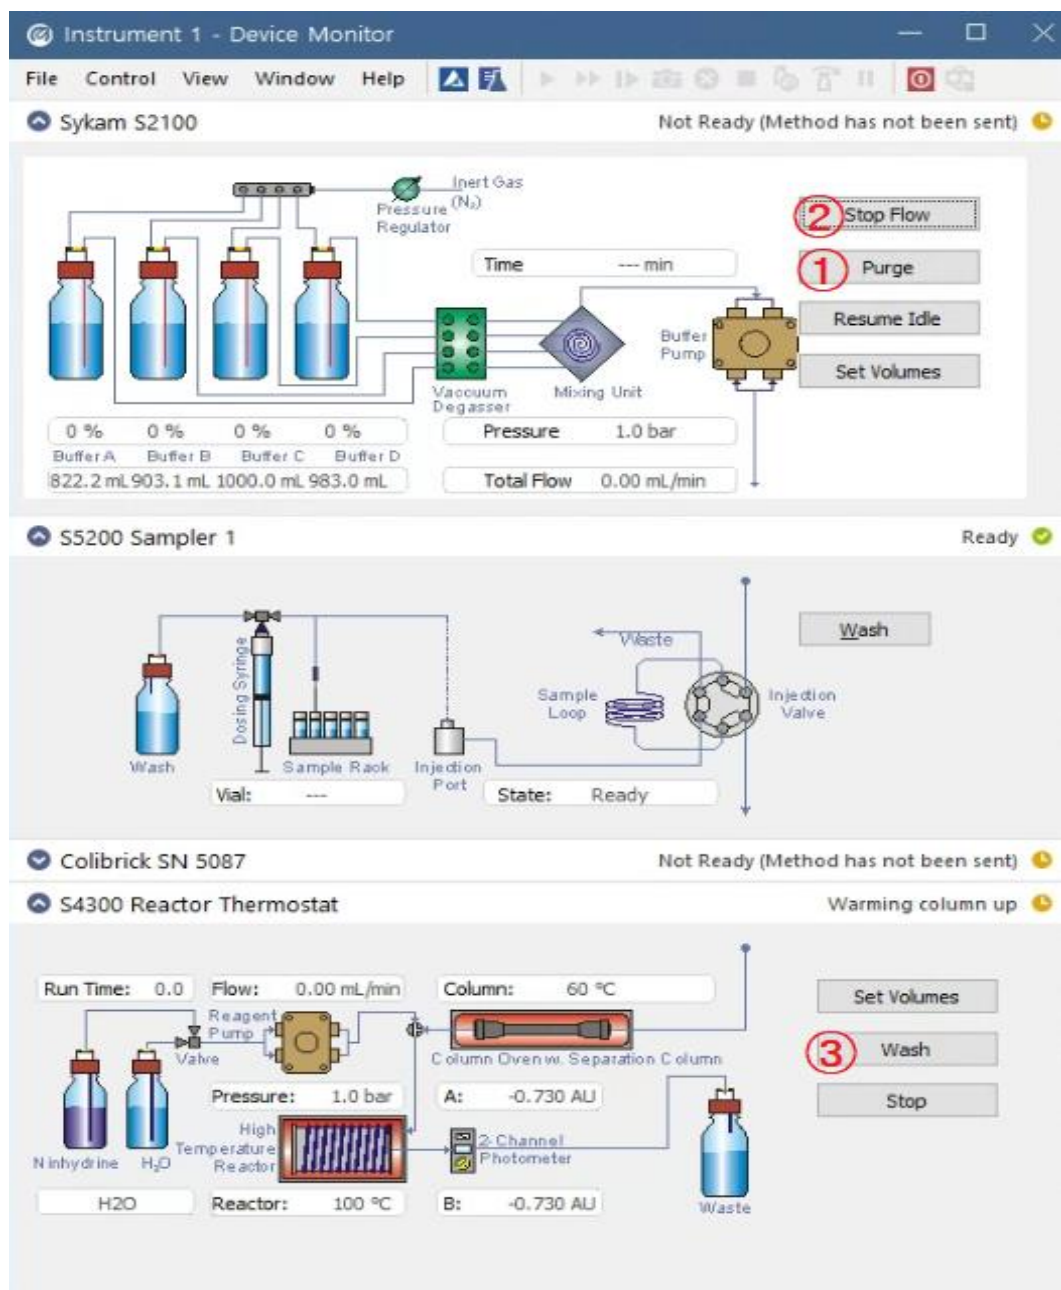 Instrument 1 - Device Monitor
File Control View Window Help
Sykam S2100 Not Ready (Method has not been sent)
Inert Gas
(N₂)
Pressure
Regulator
② Stop Flow
Time --- min
① Purge
Resume Idle
Buffer
Pump
Set Volumes
Vaccuum
Degasser
Mixing Unit
0 % 0 % 0 % 0 %
Pressure 1.0 bar
Buffer A Buffer B Buffer C Buffer D
822.2 mL 903.1 mL 1000.0 mL 983.0 mL
Total Flow 0.00 mL/min
S5200 Sampler 1 Ready
Wash
Waste
Dosing Syringe
Sample
Loop
Injection
Valve
Wash
Sample Rack
Injection
Port
Vial: ---
State: Ready
Colibrick SN 5087 Not Ready (Method has not been sent)
S4300 Reactor Thermostat Warming column up
Run Time: 0.0 Flow: 0.00 mL/min Column: 60 °C
Set Volumes
Reagent
Pump
Valve
③ Wash
Column Oven w. Separation Column
Pressure: 1.0 bar A: -0.730 AU
Stop
High
Temperature
Reactor
2-Channel
Photometer
Ninhydrine H₂O
H2O Reactor: 100 °C B: -0.730 AU
Waste